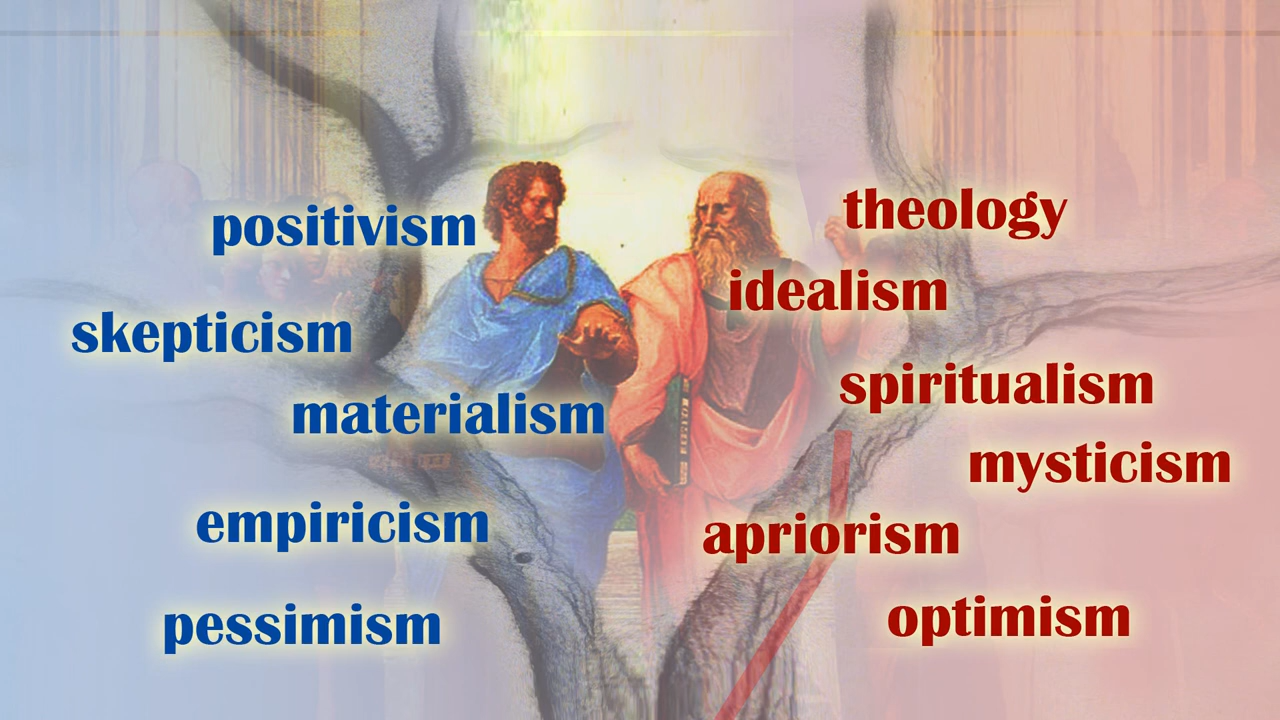 positivism
skepticism
materialism
empiricism
pessimism
theology
idealism
spiritualism
mysticism
apriorism
optimism